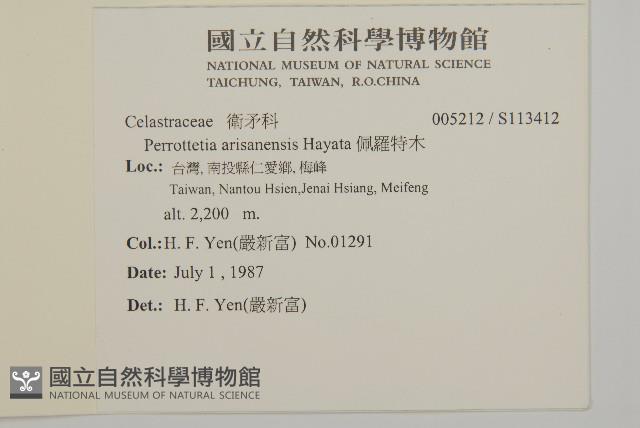 國立自然科學博物館
NATIONAL MUSEUM OF NATURAL SCIENCE
TAICHUNG, TAIWAN, R.O.CHINA
Celastraceae 衛矛科 005212 / S113412
Perrottetia arisanensis Hayata 佩羅特木
Loc.: 台灣, 南投縣仁愛鄉, 梅峰
Taiwan, Nantou Hsien,Jenai Hsiang, Meifeng
alt. 2,200 m.
Col.: H. F. Yen(嚴新富) No.01291
Date: July 1 , 1987
Det.: H. F. Yen(嚴新富)
國立自然科學博物館
NATIONAL MUSEUM OF NATURAL SCIENCE